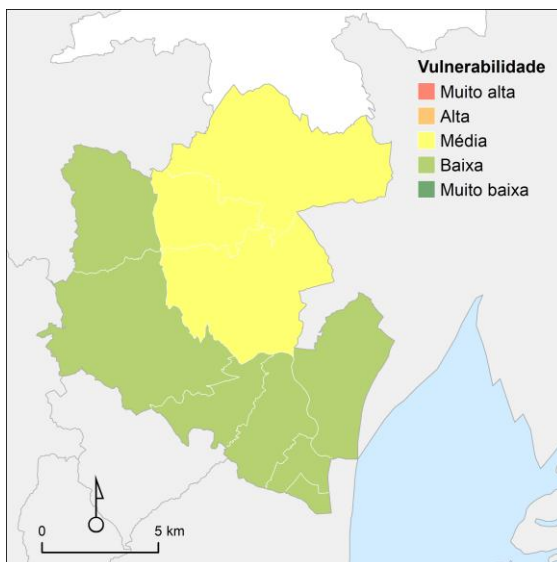 Vulnerabilidade
Muito alta
Alta
Média
Baixa
Muito baixa
0 5 km